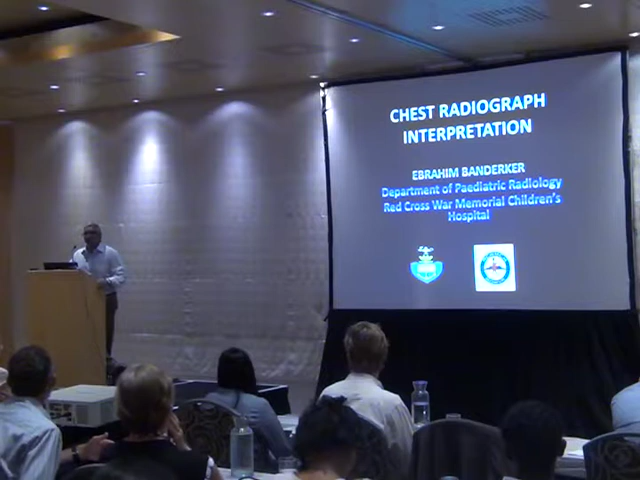 CHEST RADIOGRAPH
INTERPRETATION
EBRAHIM BANDERKER
Department of Paediatric Radiology
Red Cross War Memorial Children's
Hospital